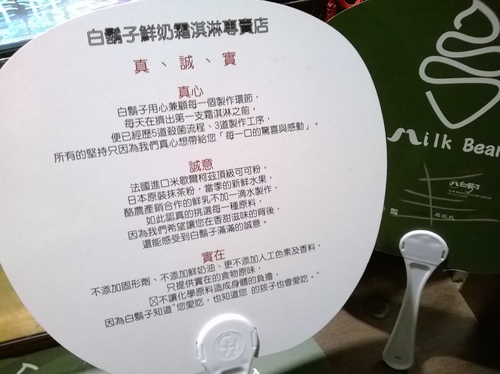 白鬍子鮮奶霜淇淋專賣店
真、誠、實
真心
白鬍子用心兼顧每一個製作環節，
每天在擠出第一支霜淇淋之前，
便已經歷5道殺菌流程、3道製作工序，
所有的堅持只因為我們真心想帶給您「每一口的驚喜與感動」。
誠意
法國進口米歇爾柯茲頂級可可粉，
日本原裝抹茶粉，當季的新鮮水果，
酪農產銷合作的鮮乳不加一滴水製作，
如此認真的挑選每一種原料，
因為我們希望讓您在香甜滋味的背後，
還能感受到白鬍子滿滿的誠意。
實在
不添加固形劑、不添加鮮奶油、更不添加人工色素及香料，
只提供實在的食物原味，
不讓化學原料造成身體的負擔，
因為白鬍子知道"您愛吃，也知道您 的孩子也會愛吃。"
Milk Bear
白鬍子